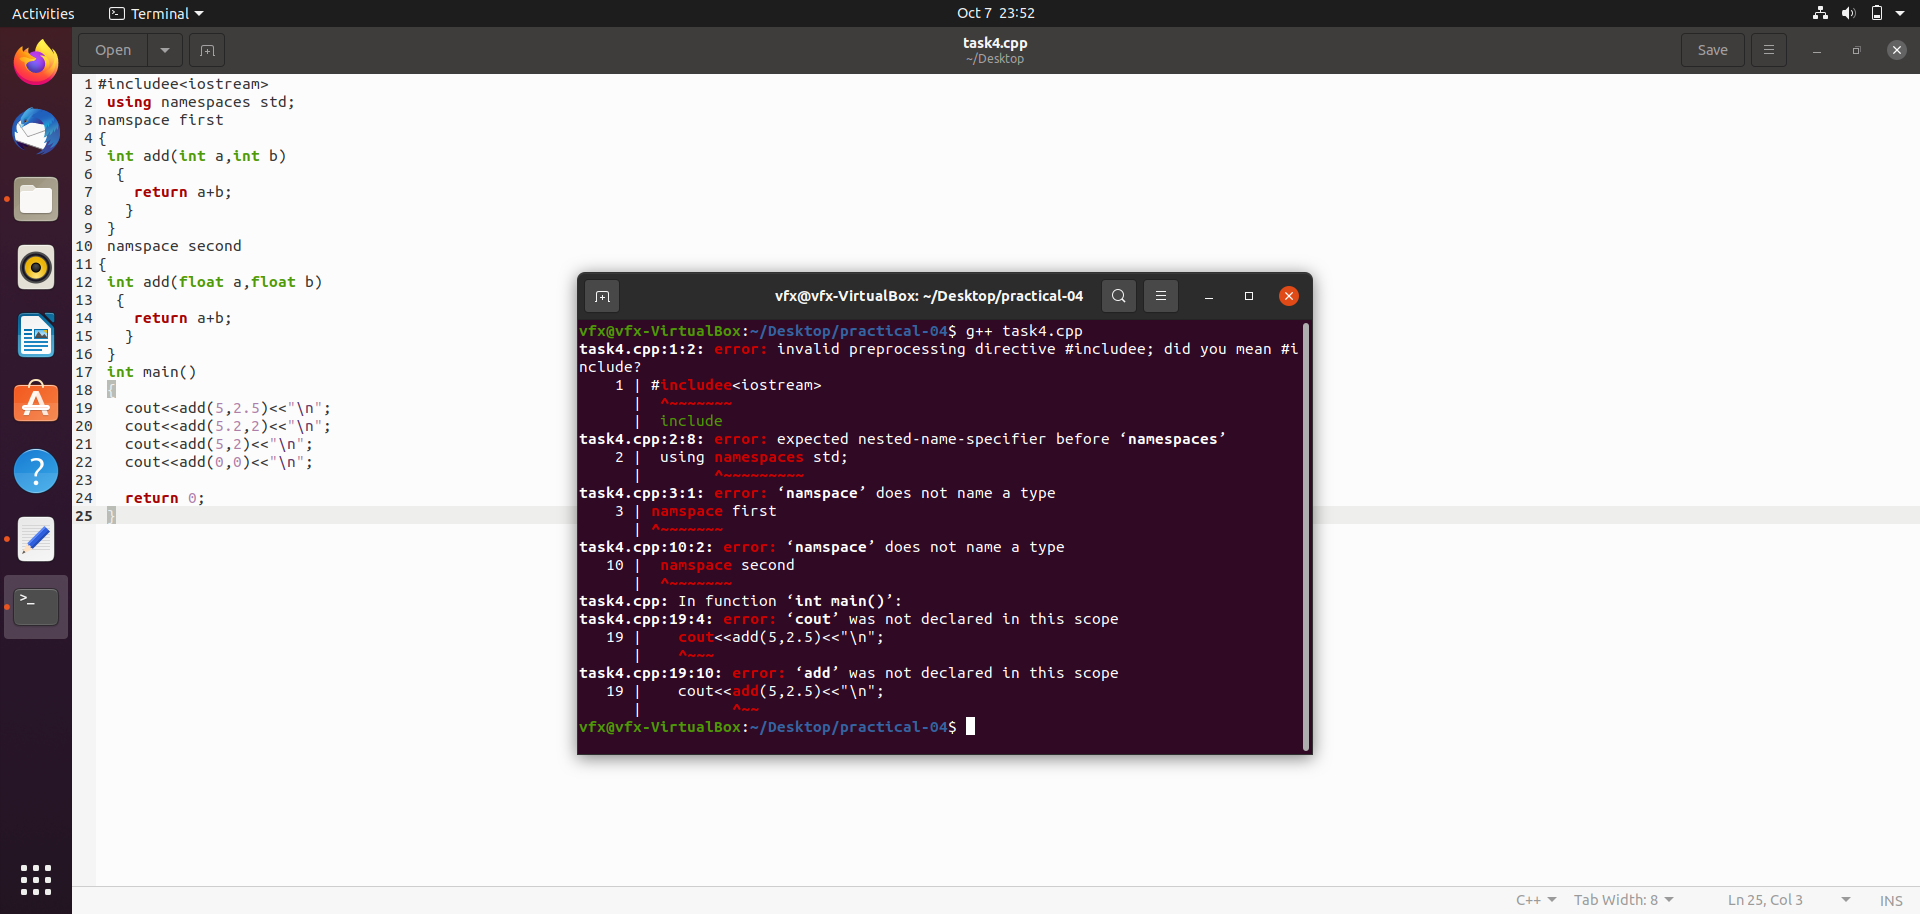 Activities
Terminal
Oct 7 23:52
Open
task4.cpp
~/Desktop
Save
1 #includee<iostream>
2  using namespaces std;
3 namspace first
4 {
5  int add(int a,int b)
6   {
7     return a+b;
8    }
9  }
10  namspace second
11 {
12  int add(float a,float b)
13   {
14     return a+b;
15    }
16  }
17  int main()
18  {
19    cout<<add(5,2.5)<<"\n";
20    cout<<add(5.2,2)<<"\n";
21    cout<<add(5,2)<<"\n";
22    cout<<add(0,0)<<"\n";
23
24    return 0;
25  }
vfx@vfx-VirtualBox: ~/Desktop/practical-04
vfx@vfx-VirtualBox:~/Desktop/practical-04$ g++ task4.cpp
task4.cpp:1:2: error: invalid preprocessing directive #includee; did you mean #i
nclude?
    1 | #includee<iostream>
      |  ^~~~~~~~
      |  include
task4.cpp:2:8: error: expected nested-name-specifier before ‘namespaces’
    2 |  using namespaces std;
      |        ^~~~~~~~~~
task4.cpp:3:1: error: ‘namspace’ does not name a type
    3 | namspace first
      | ^~~~~~~~
task4.cpp:10:2: error: ‘namspace’ does not name a type
   10 |  namspace second
      |  ^~~~~~~~
task4.cpp: In function ‘int main()’:
task4.cpp:19:4: error: ‘cout’ was not declared in this scope
   19 |    cout<<add(5,2.5)<<"\n";
      |    ^~~~
task4.cpp:19:10: error: ‘add’ was not declared in this scope
   19 |    cout<<add(5,2.5)<<"\n";
      |          ^~~
vfx@vfx-VirtualBox:~/Desktop/practical-04$
C++
Tab Width: 8
Ln 25, Col 3
INS